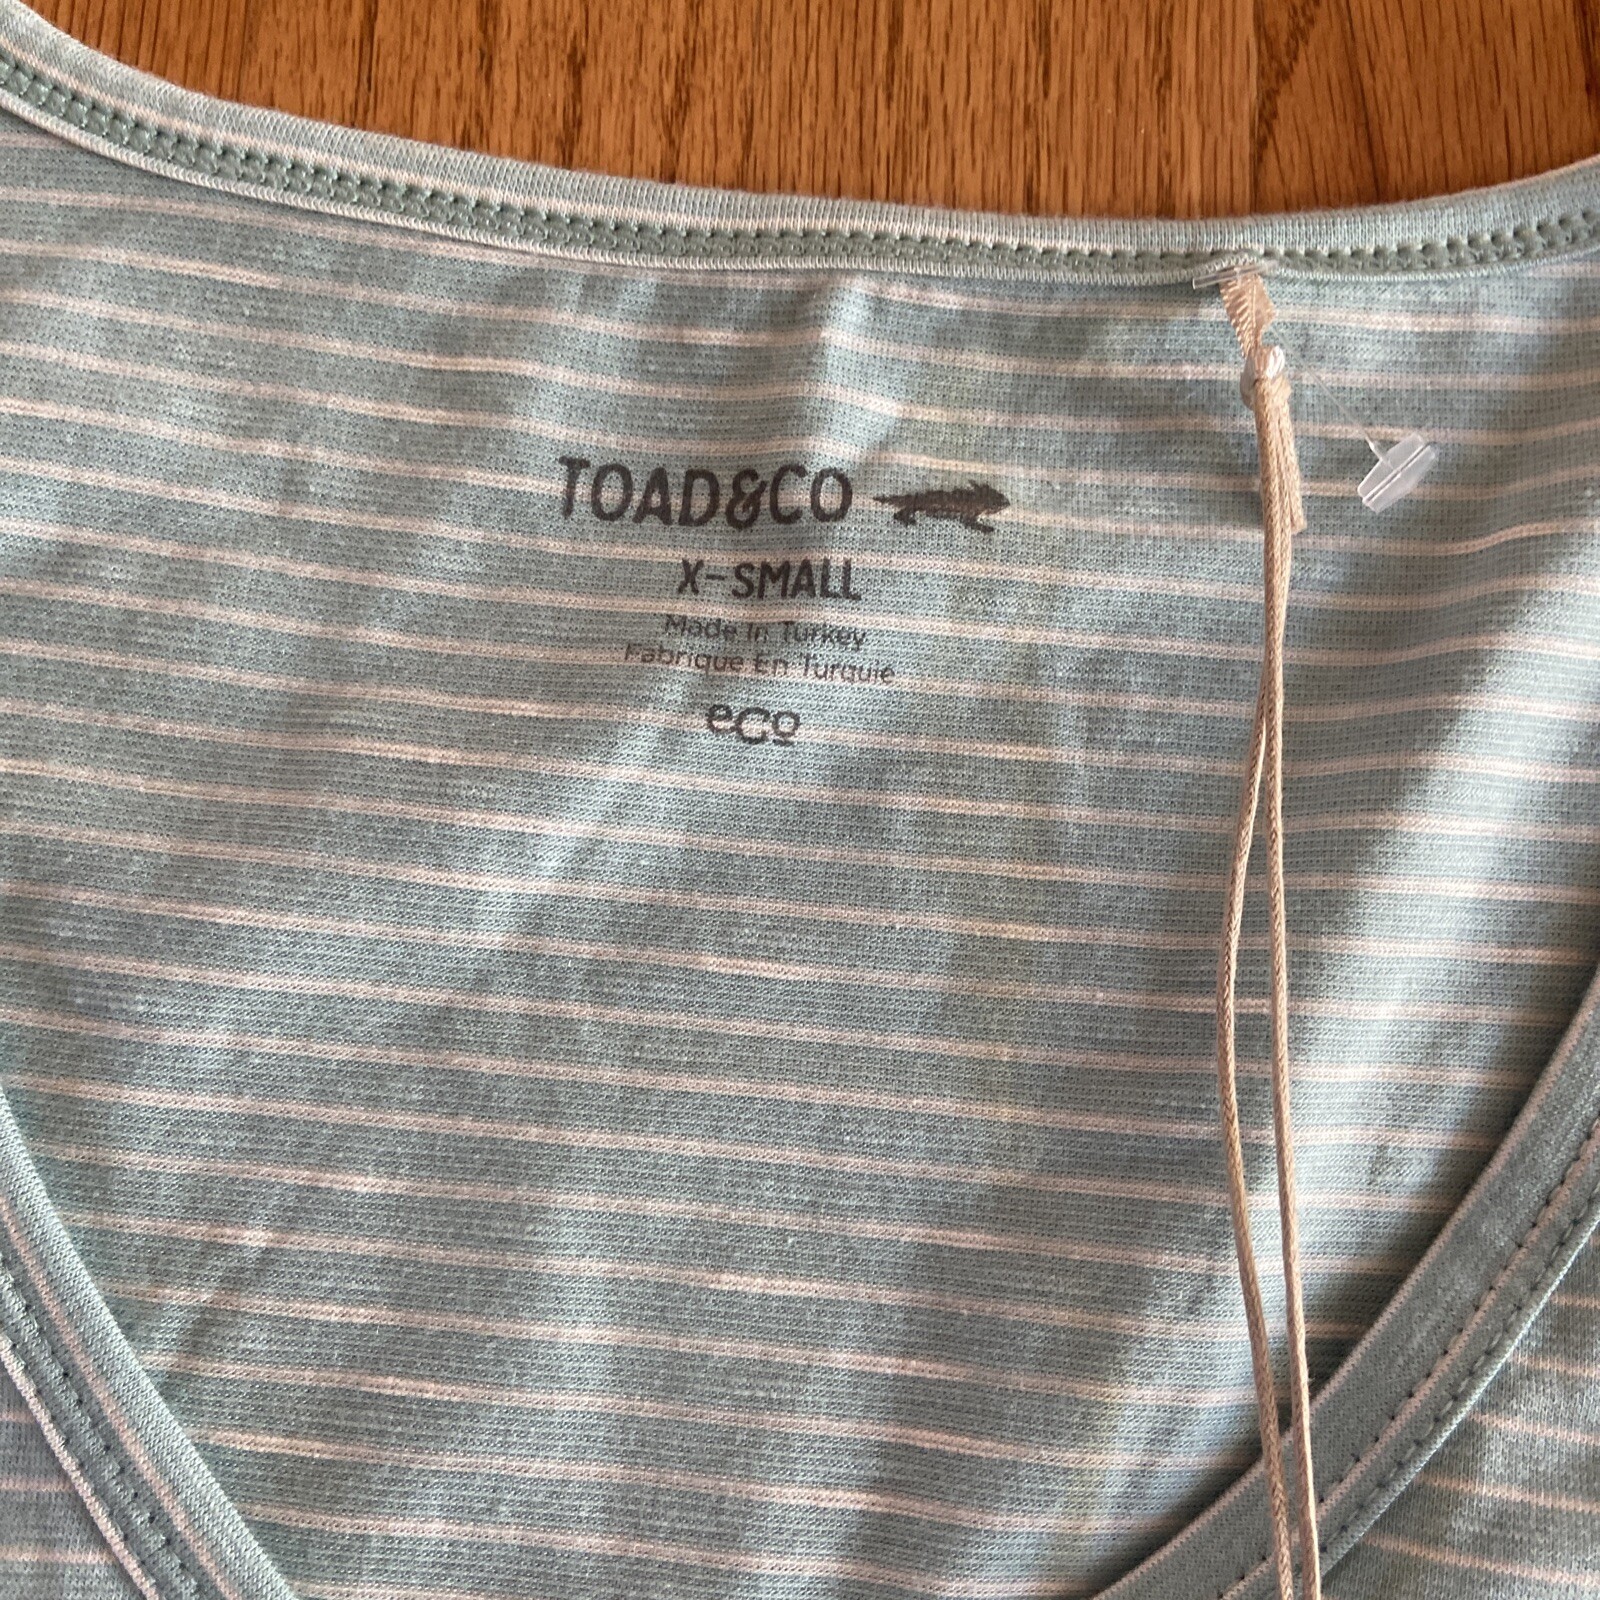 TOAD&CO
X-SMALL
Made In Turkey
Fabrique En Turquie
eco